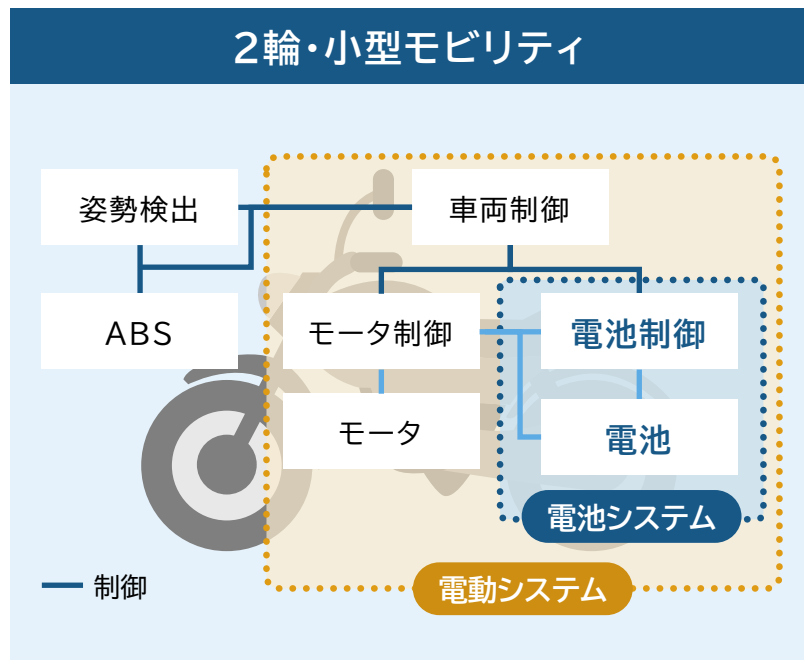 2輪・小型モビリティ
姿勢検出
車両制御
ABS
モータ制御
電池制御
モータ
電池
電池システム
制御
電動システム